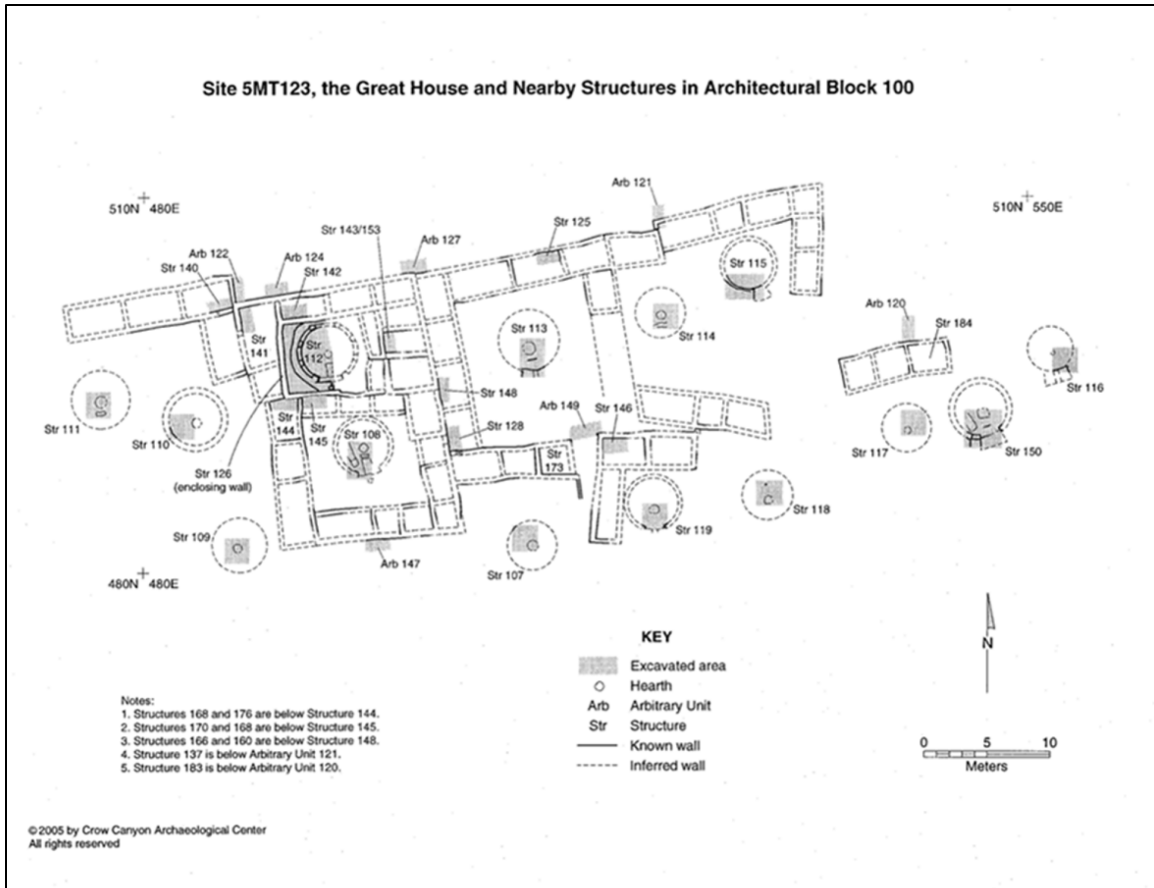 Site 5MT123, the Great House and Nearby Structures in Architectural Block 100
510N 480E
510N 550E
Arb 121
Str 125
Str 143/153
Arb 127
Arb 122
Arb 124
Str 140
Str 142
Str 115
Arb 120
Str 184
Str
141
Str
112
Str 113
Str 114
Str 116
Str 111
Str 110
Str
144
Str
145
Str 108
Str 148
Arb 149
Str 146
Str 128
Str
173
Str 117
Str 150
Str 126
(enclosing wall)
Str 118
Str 119
Str 109
Arb 147
Str 107
480N 480E
N
KEY
Excavated area
Hearth
Arb Arbitrary Unit
Str Structure
Known wall
Inferred wall
0 5 10
Meters
Notes:
1. Structures 168 and 176 are below Structure 144.
2. Structures 170 and 168 are below Structure 145.
3. Structures 166 and 160 are below Structure 148.
4. Structure 137 is below Arbitrary Unit 121.
5. Structure 183 is below Arbitrary Unit 120.
©2005 by Crow Canyon Archaeological Center
All rights reserved